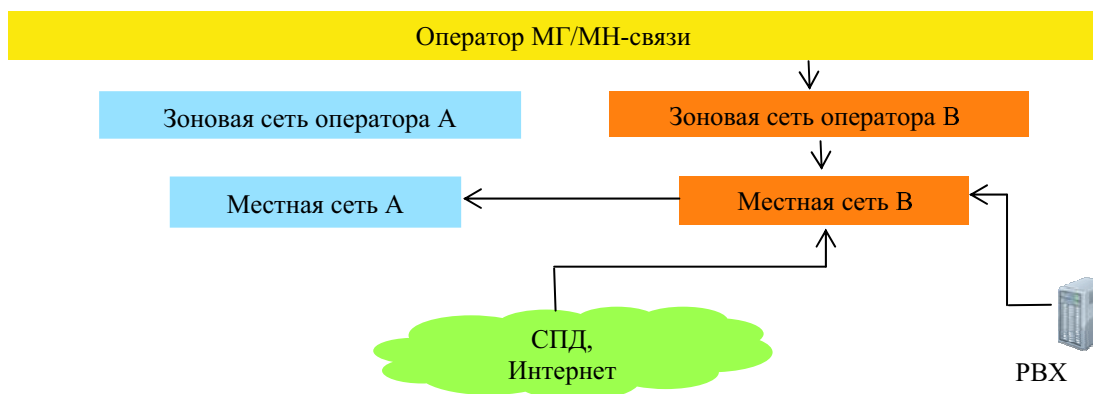 Оператор МГ/МН-связи
Зоновая сеть оператора А
Зоновая сеть оператора В
Местная сеть А
Местная сеть В
СПД,
Интернет
PBX